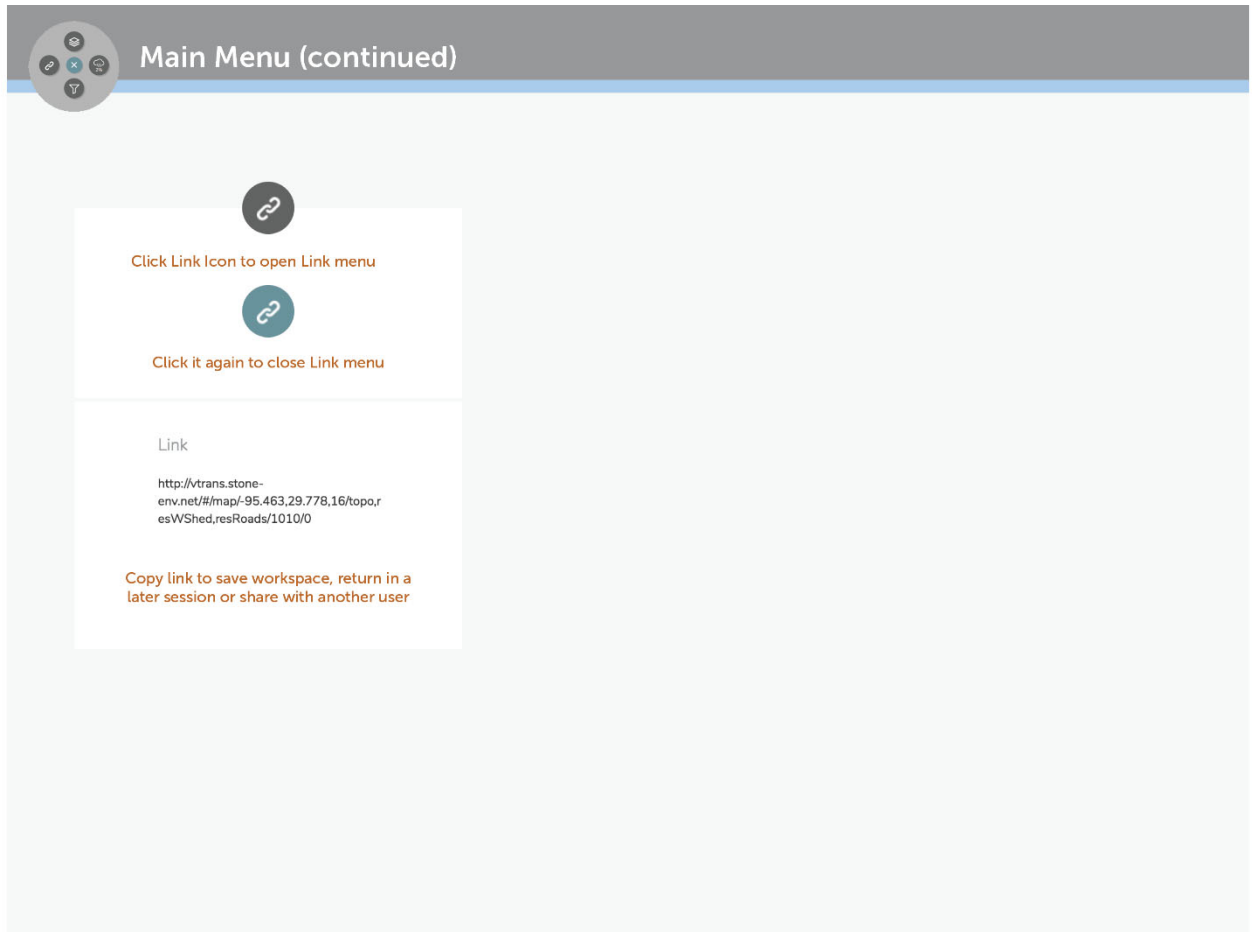 Main Menu (continued)
Click Link Icon to open Link menu
Click it again to close Link menu
Link
http://vtrans.stone-
env.net/#/map/-95.463,29.778,16/topo,r
esWShed,resRoads/1010/0
Copy link to save workspace, return in a
later session or share with another user